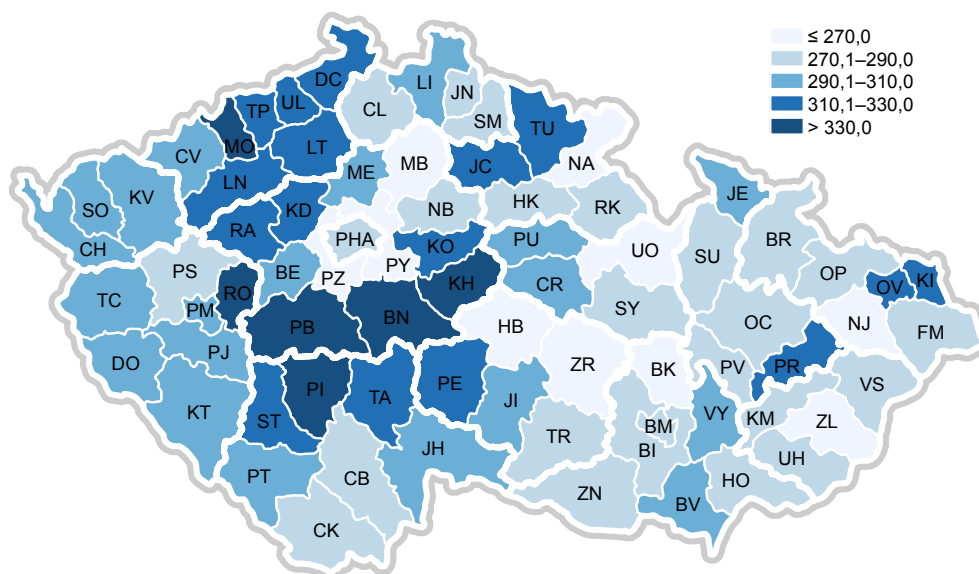 ≤ 270,0
270,1–290,0
290,1–310,0
310,1–330,0
> 330,0
DC
LI
JN
TP
UL
CL
SM
MO
LT
TU
CV
MB
NA
ME
JC
LN
KV
SO
KD
NB
HK
RK
JE
RA
PHA
KO
PU
UO
SU
BR
CH
PS
BE
PZ
PY
KH
CR
OP
OV
KI
TC
RO
PM
PB
BN
HB
SY
OC
NJ
FM
DO
PJ
ZR
BK
PV
PR
VS
KT
ST
PI
TA
PE
JI
VY
KM
ZL
TR
BM
BI
UH
PT
CB
JH
ZN
BV
HO
CK